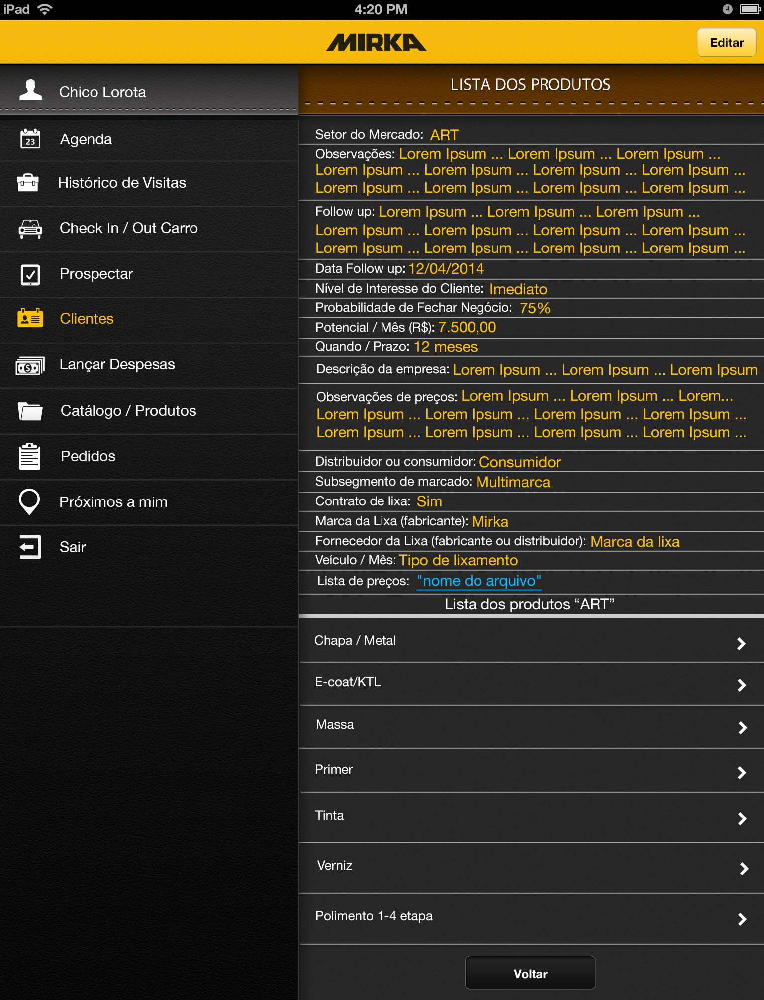 iPad
4:20 PM
MIRKA
Editar
Chico Lorota
23
Agenda
Histórico de Visitas
Check In / Out Carro
Prospectar
Clientes
$
Lançar Despesas
Catálogo / Produtos
Pedidos
Próximos a mim
Sair
LISTA DOS PRODUTOS
Setor do Mercado: ART
Observações: Lorem Ipsum ... Lorem Ipsum ... Lorem Ipsum ...
Lorem Ipsum ... Lorem Ipsum ... Lorem Ipsum ... Lorem Ipsum ...
Lorem Ipsum ... Lorem Ipsum ... Lorem Ipsum ... Lorem Ipsum ...
Follow up: Lorem Ipsum ... Lorem Ipsum ... Lorem Ipsum ...
Lorem Ipsum ... Lorem Ipsum ... Lorem Ipsum ... Lorem Ipsum ...
Lorem Ipsum ... Lorem Ipsum ... Lorem Ipsum ... Lorem Ipsum ...
Data Follow up: 12/04/2014
Nível de Interesse do Cliente: Imediato
Probabilidade de Fechar Negócio: 75%
Potencial / Mês (R$): 7.500,00
Quando / Prazo: 12 meses
Descrição da empresa: Lorem Ipsum ... Lorem Ipsum ... Lorem Ipsum
Observações de preços: Lorem Ipsum ... Lorem Ipsum ... Lorem...
Lorem Ipsum ... Lorem Ipsum ... Lorem Ipsum ... Lorem Ipsum ...
Lorem Ipsum ... Lorem Ipsum ... Lorem Ipsum ... Lorem Ipsum ...
Distribuidor ou consumidor: Consumidor
Subsegmento de marcado: Multimarca
Contrato de lixa: Sim
Marca da Lixa (fabricante): Mirka
Fornecedor da Lixa (fabricante ou distribuidor): Marca da lixa
Veículo / Mês: Tipo de lixamento
Lista de preços: "nome do arquivo"
Lista dos produtos “ART”
Chapa / Metal
E-coat/KTL
Massa
Primer
Tinta
Verniz
Polimento 1-4 etapa
Voltar